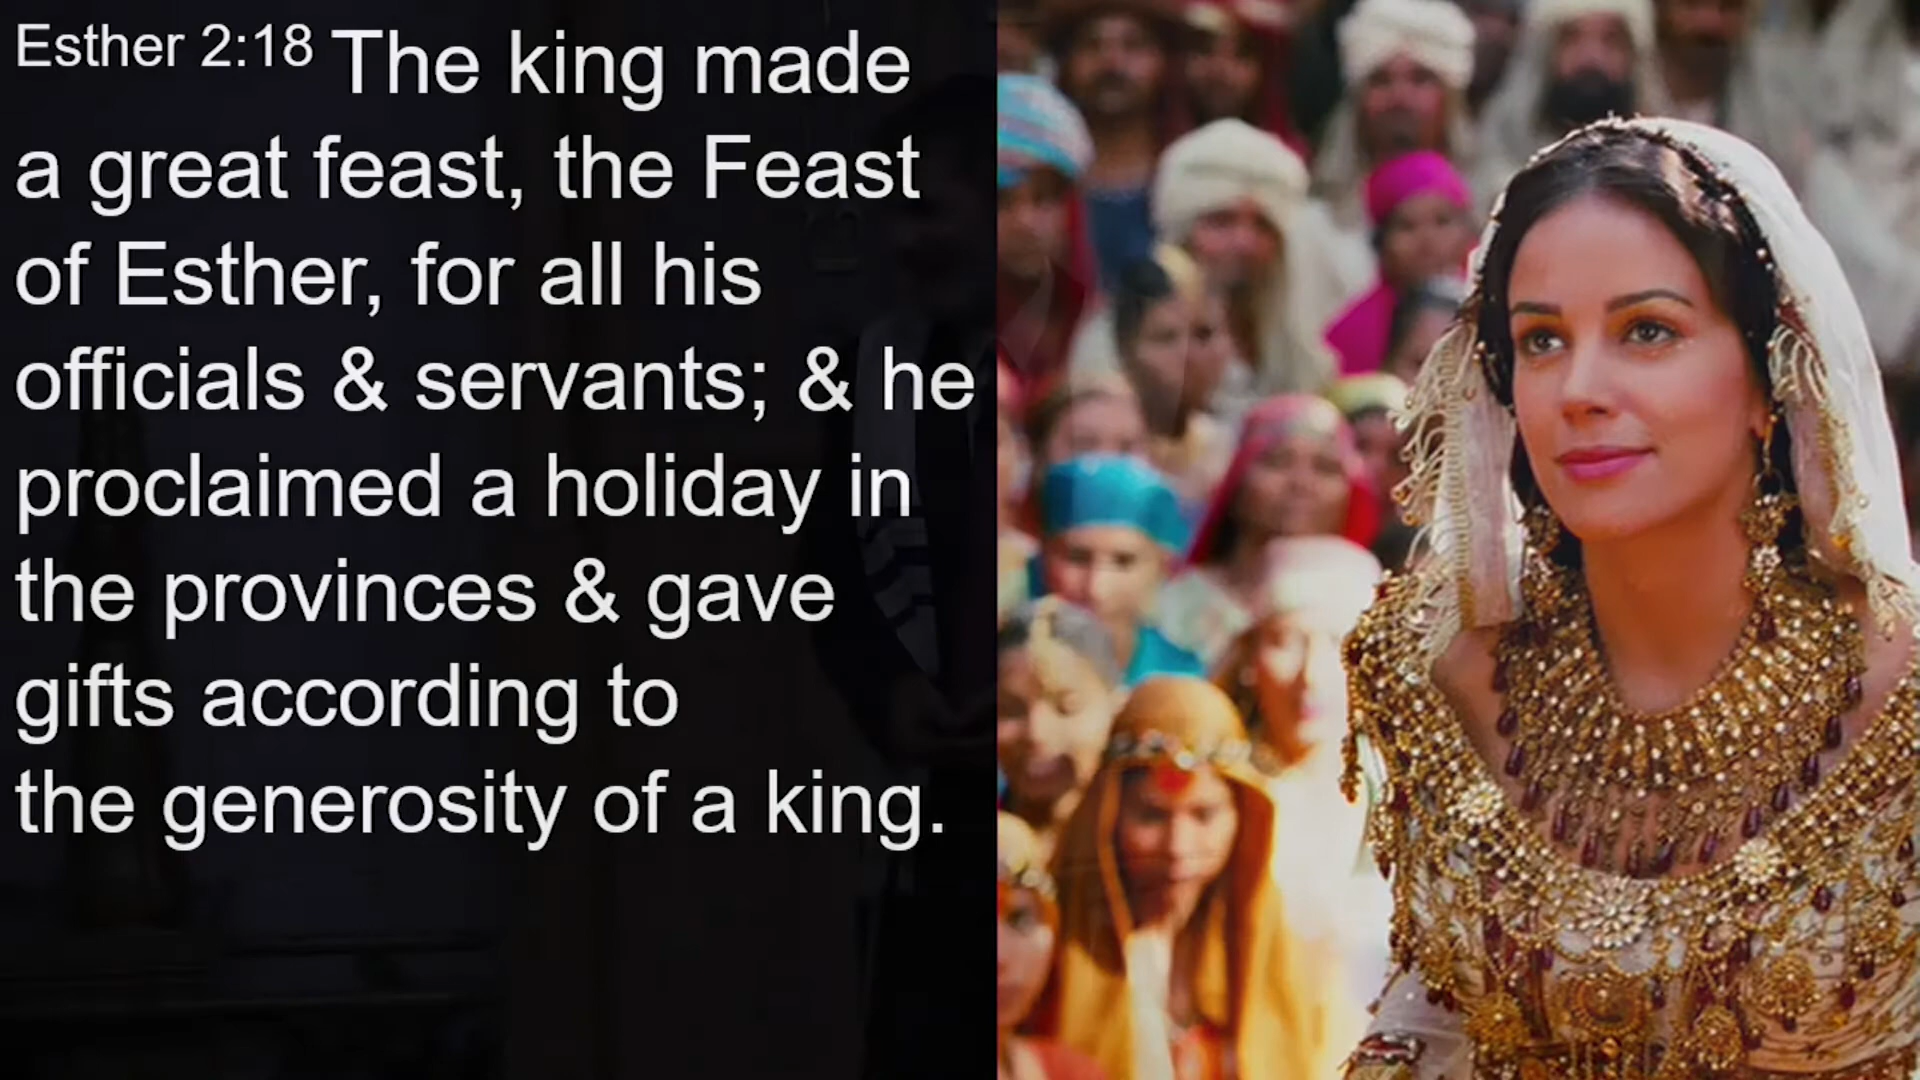 Esther 2:18 The king made
a great feast, the Feast
of Esther, for all his
officials & servants; & he
proclaimed a holiday in
the provinces & gave
gifts according to
the generosity of a king.